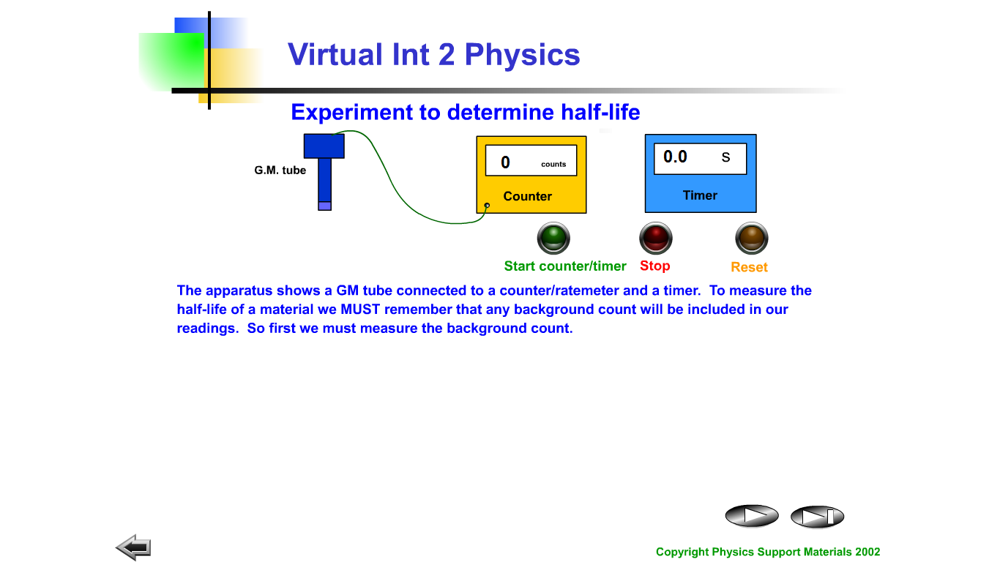 Virtual Int 2 Physics
Experiment to determine half-life
G.M. tube
0 counts
Counter
0.0 S
Timer
Start counter/timer
Stop
Reset
The apparatus shows a GM tube connected to a counter/ratemeter and a timer.  To measure the
half-life of a material we MUST remember that any background count will be included in our
readings.  So first we must measure the background count.
Copyright Physics Support Materials 2002